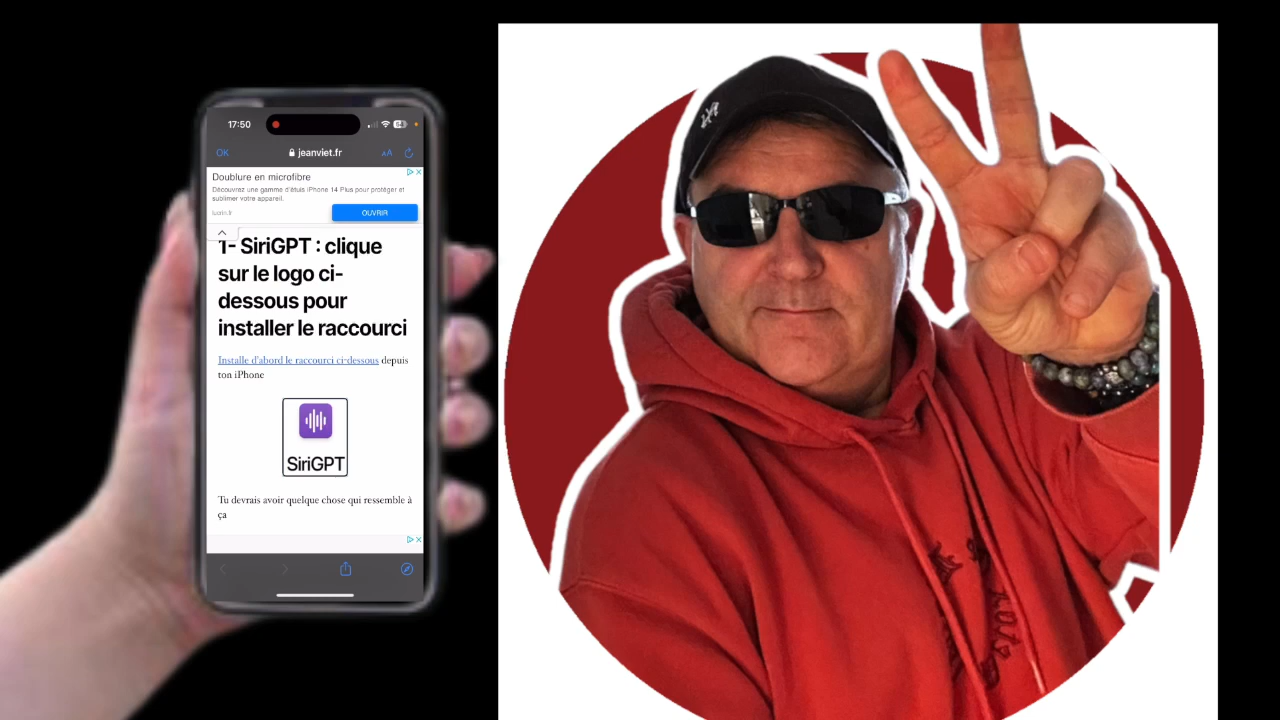 17:50
54
OK
jeanviet.fr
AA
Doublure en microfibre
Découvrez une gamme d'étuis iPhone 14 Plus pour protéger et
sublimer votre appareil.
OUVRIR
1- SiriGPT : clique
sur le logo ci-
dessous pour
installer le raccourci
Installe d'abord le raccourci ci-dessous depuis
ton iPhone
SiriGPT
Tu devrais avoir quelque chose qui ressemble à
ça